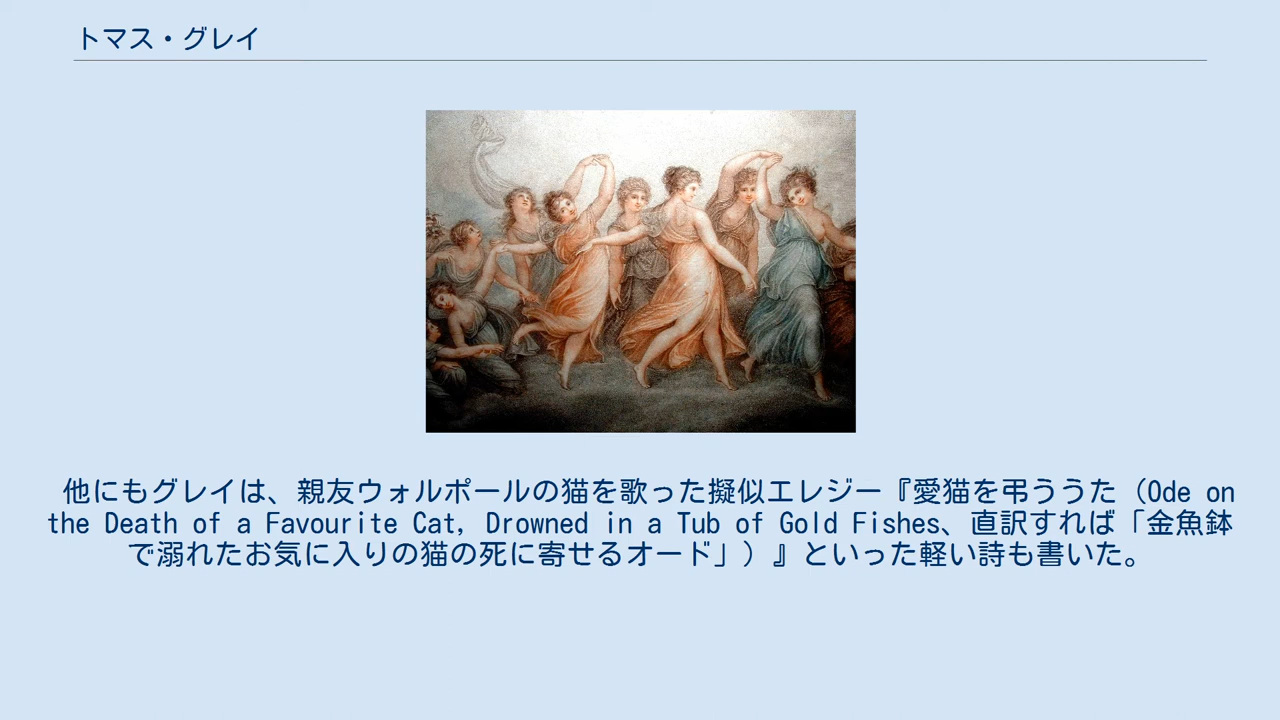 トマス・グレイ
他にもグレイは、親友ウォルポールの猫を歌った擬似エレジー『愛猫を弔ううた（Ode on
the Death of a Favourite Cat, Drowned in a Tub of Gold Fishes、直訳すれば「金魚鉢
で溺れたお気に入りの猫の死に寄せるオード」）』といった軽い詩も書いた。